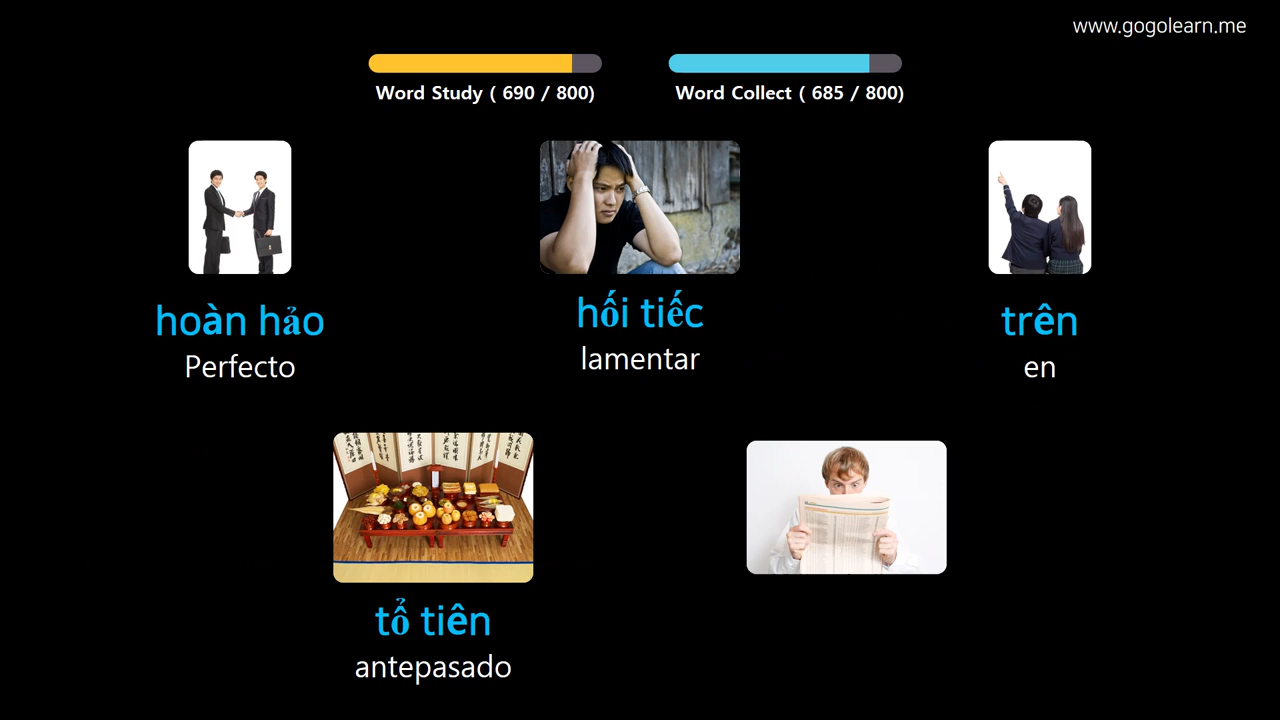 www.gogolearn.me
Word Study ( 690 / 800)
Word Collect ( 685 / 800)
hoàn hảo
Perfecto
hối tiếc
lamentar
trên
en
tổ tiên
antepasado